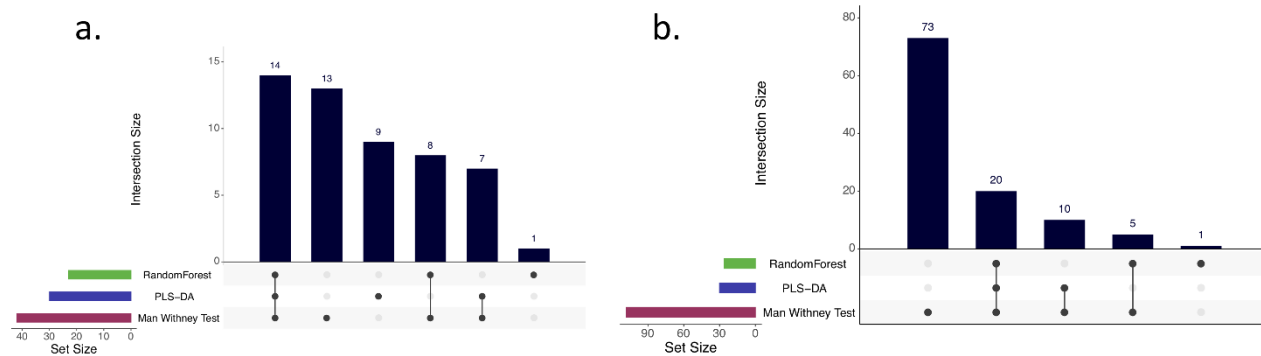 a.
Intersection Size
15
10
5
0
14
13
9
8
7
1
RandomForest
PLS-DA
Man Withney Test
40 30 20 10 0
Set Size
b.
Intersection Size
80
60
40
20
0
73
20
10
5
1
RandomForest
PLS-DA
Man Withney Test
90 60 30 0
Set Size